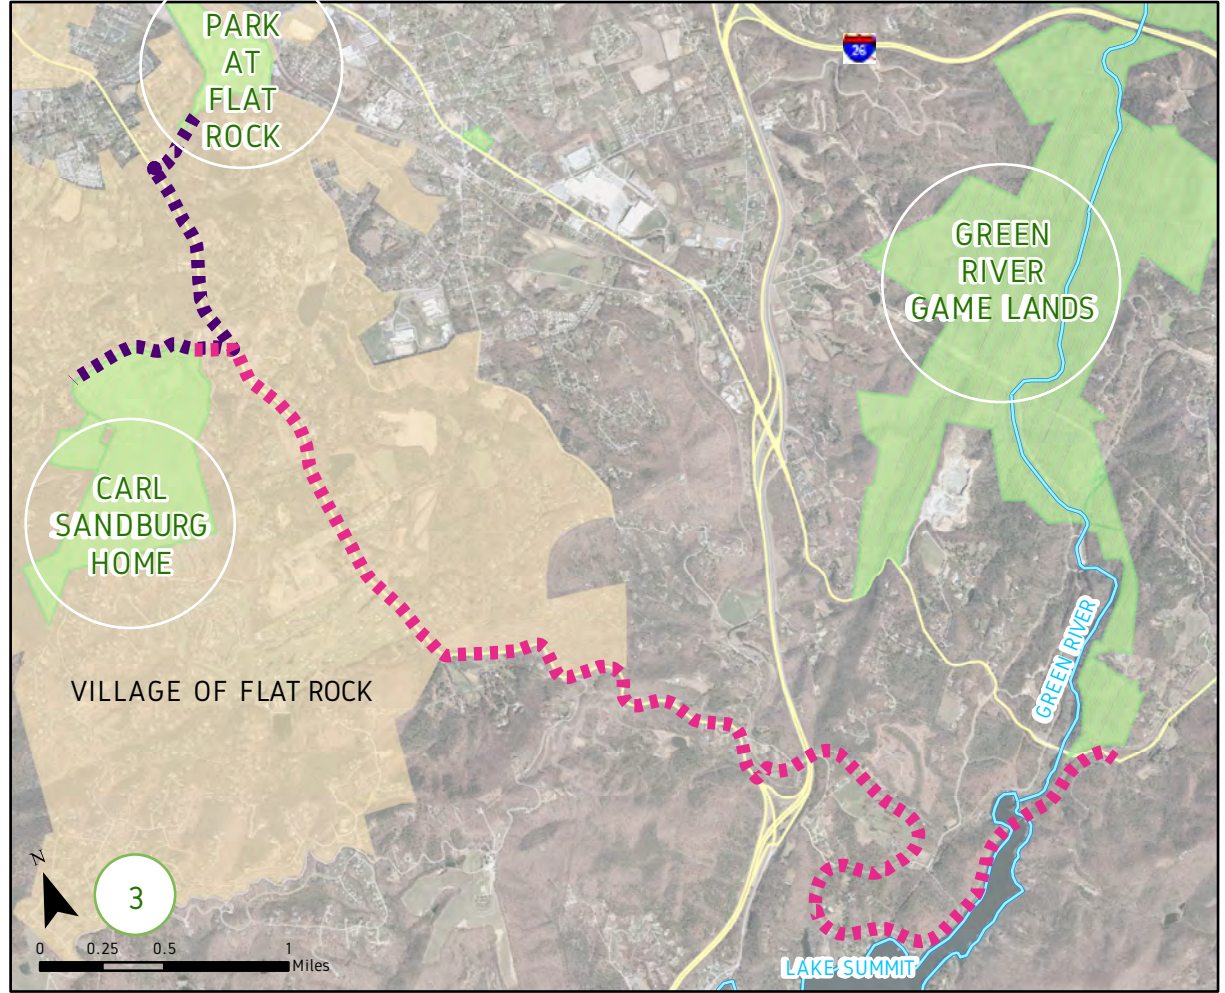 PARK
AT
FLAT
ROCK
26
GREEN
RIVER
GAME LANDS
CARL
SANDBURG
HOME
GREEN RIVER
VILLAGE OF FLAT ROCK
N
3
0 0.25 0.5 1
Miles
LAKE SUMMIT